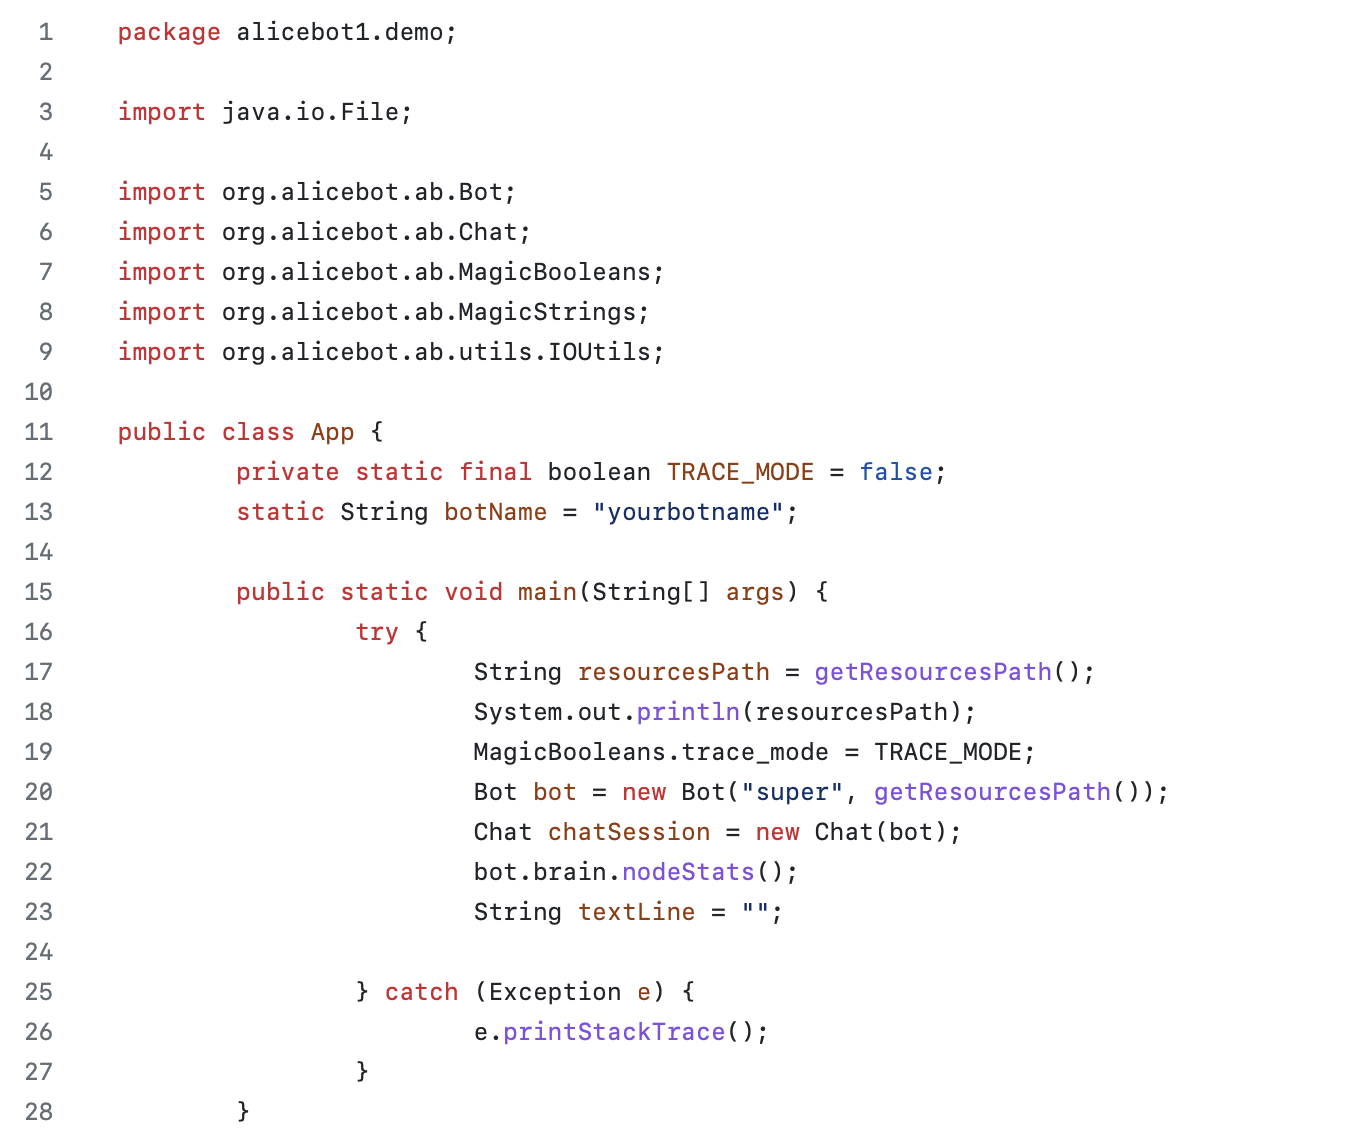 1 package alicebot1.demo;
2
3 import java.io.File;
4
5 import org.alicebot.ab.Bot;
6 import org.alicebot.ab.Chat;
7 import org.alicebot.ab.MagicBooleans;
8 import org.alicebot.ab.MagicStrings;
9 import org.alicebot.ab.utils.IOUtils;
10
11 public class App {
12 private static final boolean TRACE_MODE = false;
13 static String botName = "yourbotname";
14
15 public static void main(String[] args) {
16 try {
17 String resourcesPath = getResourcesPath();
18 System.out.println(resourcesPath);
19 MagicBooleans.trace_mode = TRACE_MODE;
20 Bot bot = new Bot("super", getResourcesPath());
21 Chat chatSession = new Chat(bot);
22 bot.brain.nodeStats();
23 String textLine = "";
24
25 } catch (Exception e) {
26 e.printStackTrace();
27 }
28 }